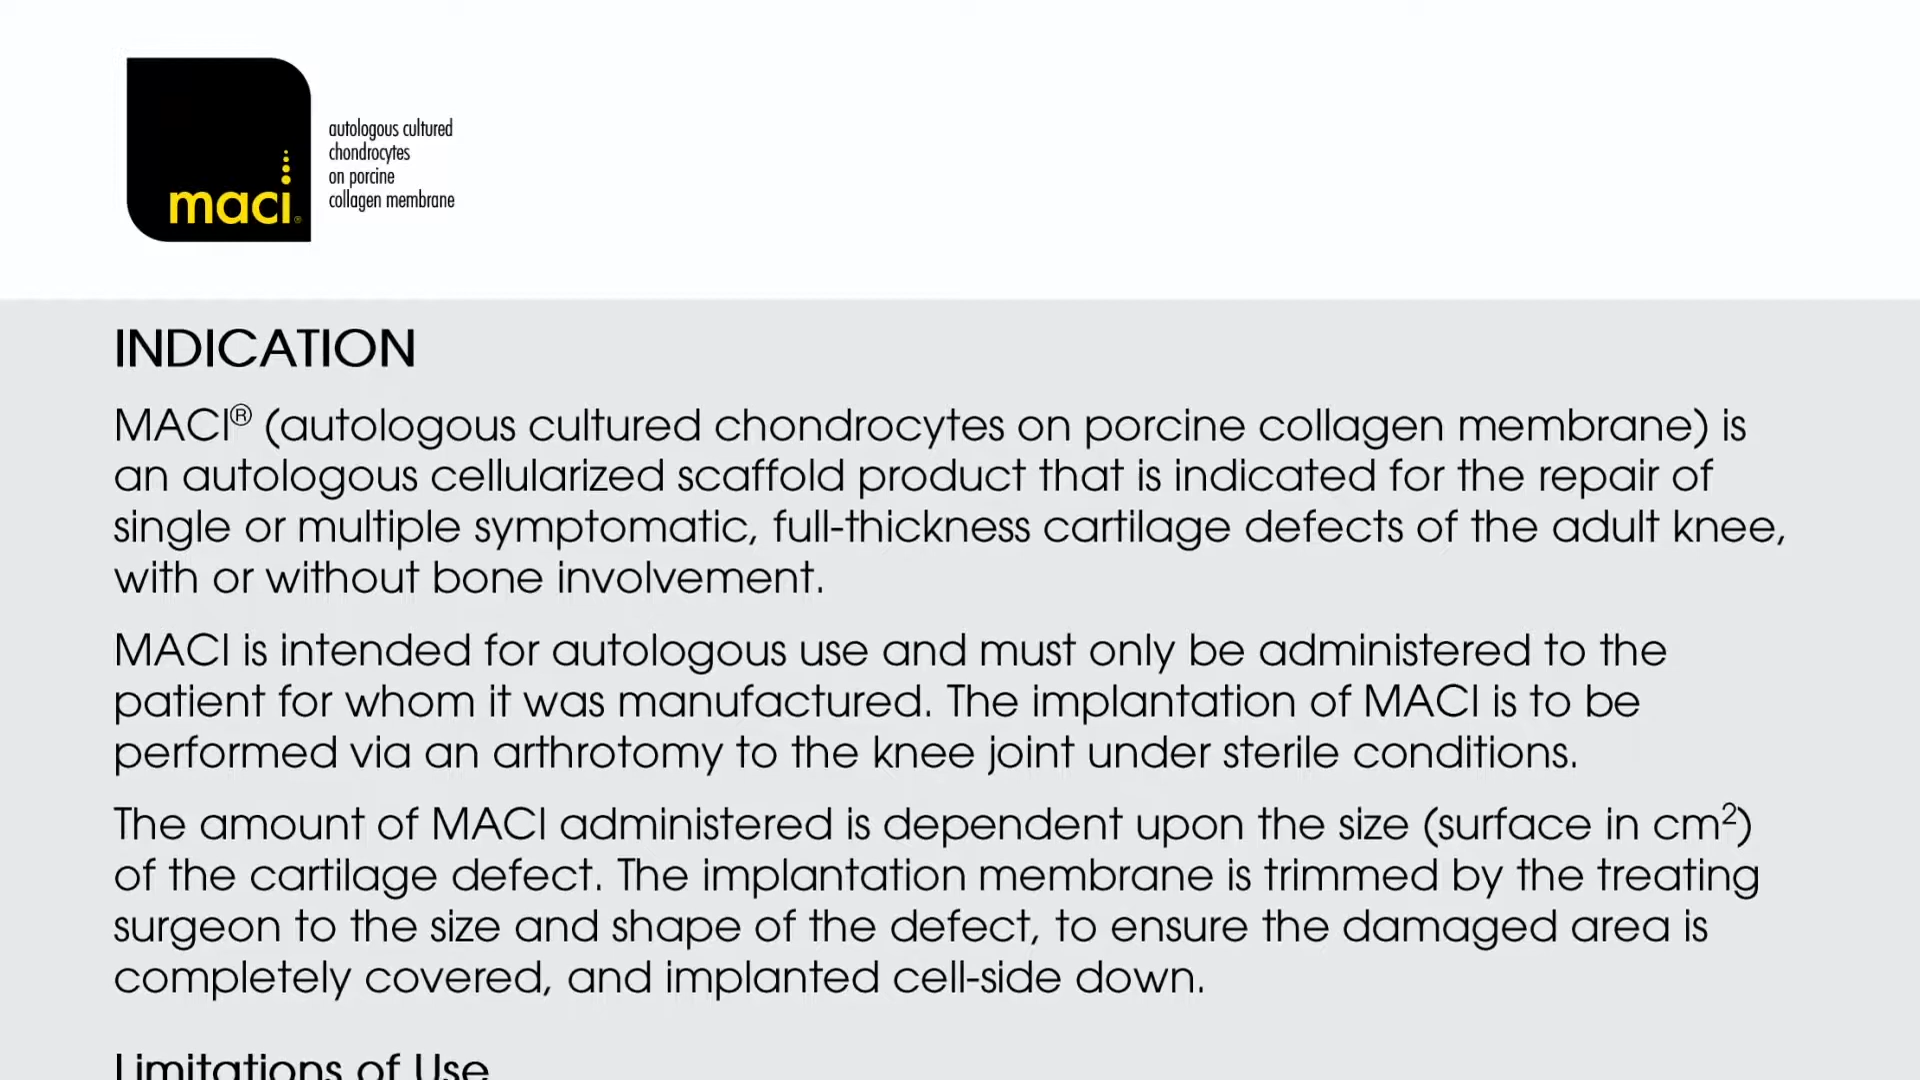 maci®
autologous cultured
chondrocytes
on porcine
collagen membrane
INDICATION
MACI® (autologous cultured chondrocytes on porcine collagen membrane) is
an autologous cellularized scaffold product that is indicated for the repair of
single or multiple symptomatic, full-thickness cartilage defects of the adult knee,
with or without bone involvement.
MACI is intended for autologous use and must only be administered to the
patient for whom it was manufactured. The implantation of MACI is to be
performed via an arthrotomy to the knee joint under sterile conditions.
The amount of MACI administered is dependent upon the size (surface in cm²)
of the cartilage defect. The implantation membrane is trimmed by the treating
surgeon to the size and shape of the defect, to ensure the damaged area is
completely covered, and implanted cell-side down.
Limitations of Use